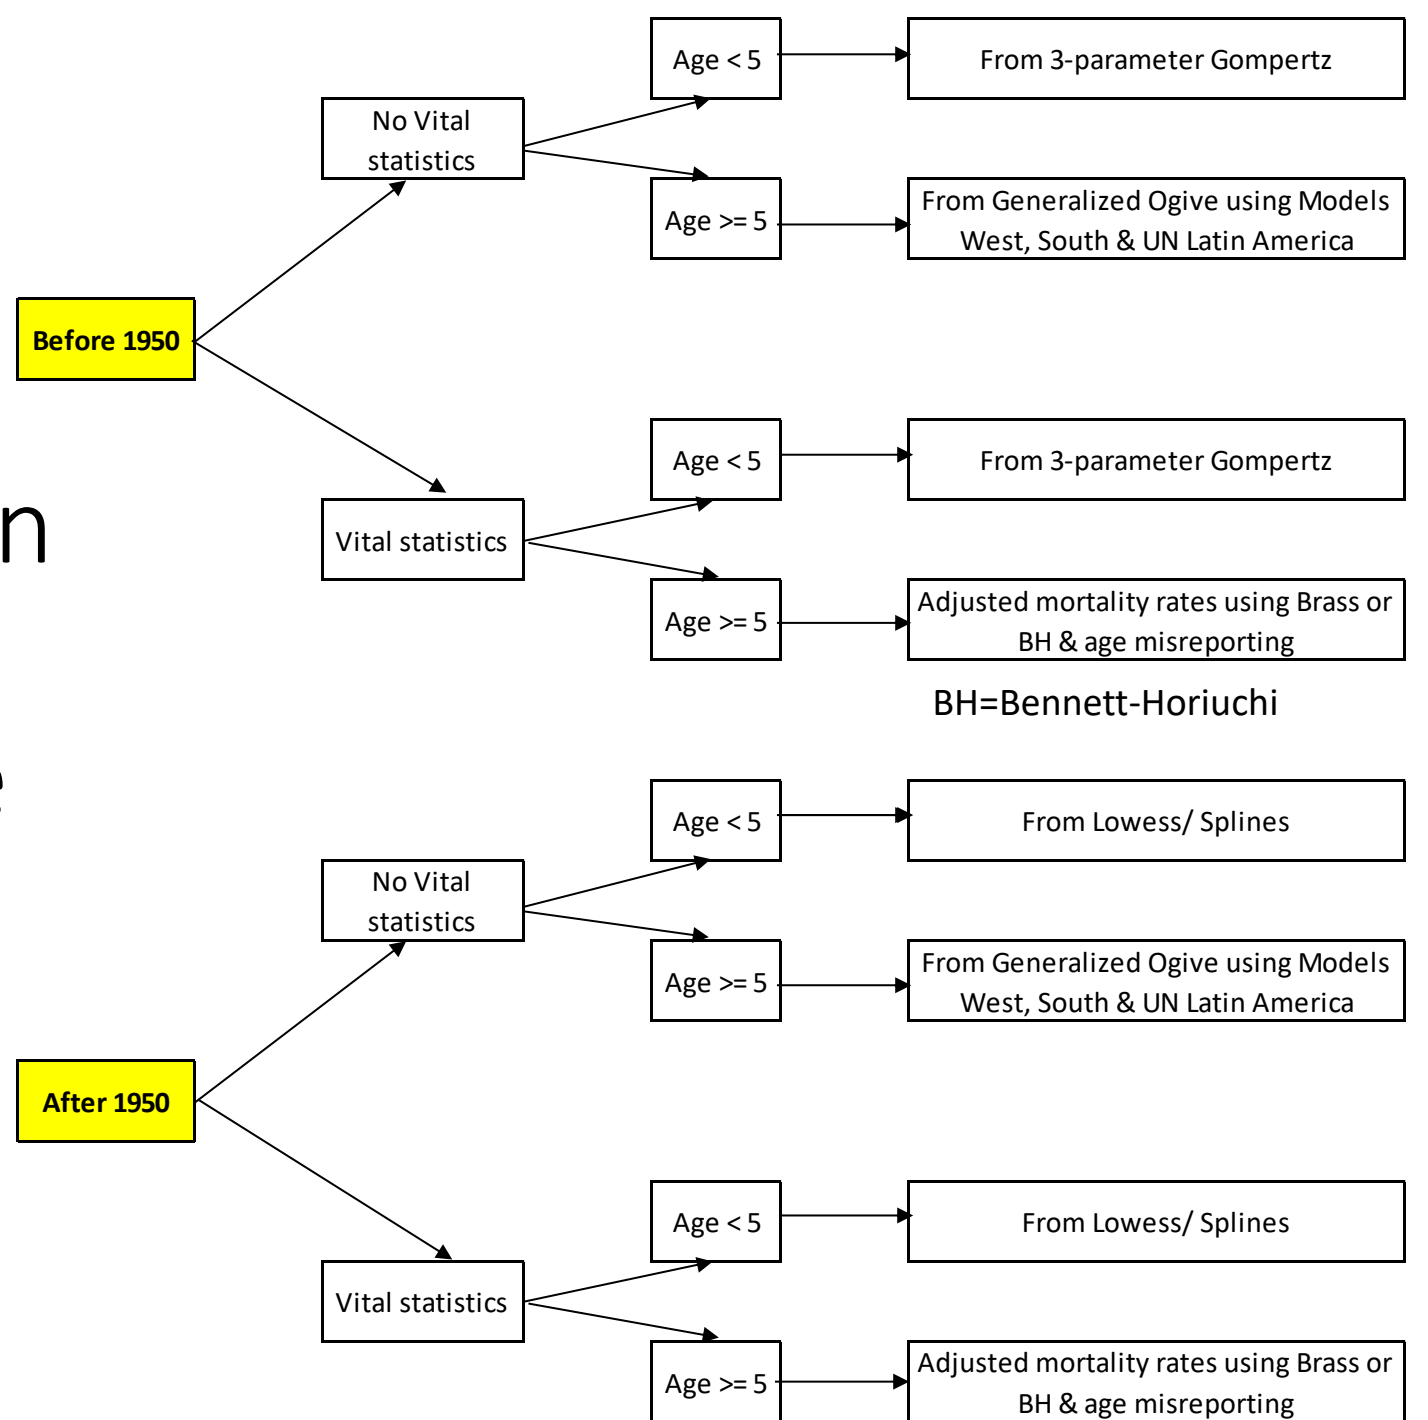 Age < 5
From 3-parameter Gompertz
No Vital
statistics
Age >= 5
From Generalized Ogive using Models
West, South & UN Latin America
Before 1950
Age < 5
From 3-parameter Gompertz
n
Vital statistics
Age >= 5
Adjusted mortality rates using Brass or
BH & age misreporting
BH=Bennett-Horiuchi
e
Age < 5
From Lowess/ Splines
No Vital
statistics
Age >= 5
From Generalized Ogive using Models
West, South & UN Latin America
After 1950
Age < 5
From Lowess/ Splines
Vital statistics
Age >= 5
Adjusted mortality rates using Brass or
BH & age misreporting